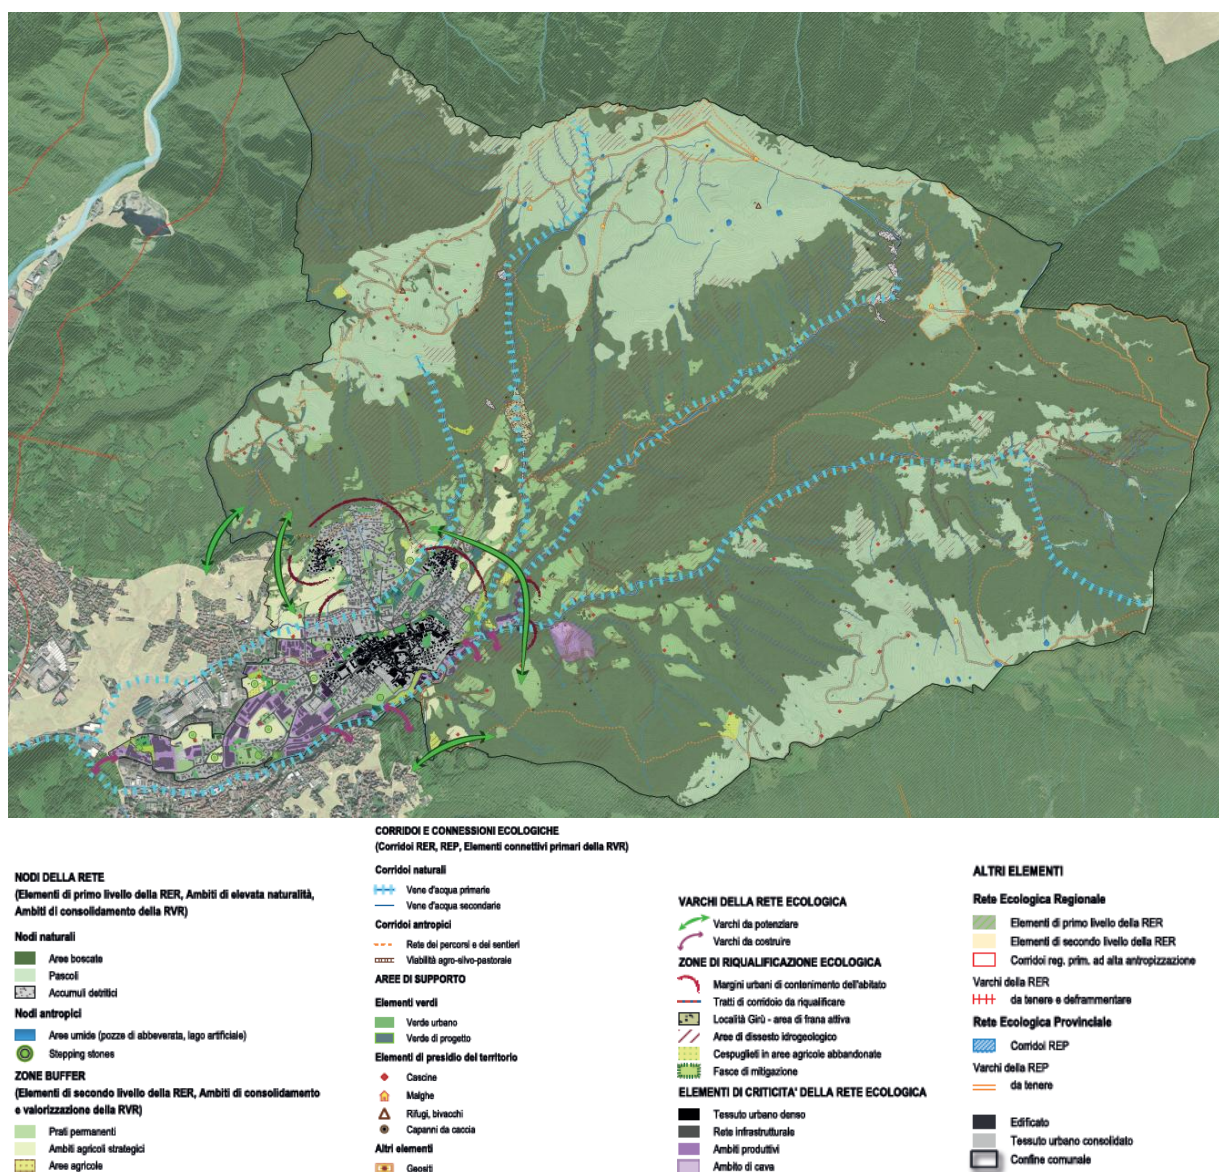 NODI DELLA RETE
(Elementi di primo livello della RER, Ambiti di elevata naturalità,
Ambiti di consolidamento della RVR)
Nodi naturali
Aree boscate
Pascoli
Accumuli detritici
Nodi antropici
Aree umide (pozze di abbeverata, lago artificiale)
Stepping stones
ZONE BUFFER
(Elementi di secondo livello della RER, Ambiti di consolidamento
e valorizzazione della RVR)
Prati permanenti
Ambiti agricoli strategici
Aree agricole
CORRIDOI E CONNESSIONI ECOLOGICHE
(Corridoi RER, REP, Elementi connettivi primari della RVR)
Corridoi naturali
Vene d'acqua primarie
Vene d'acqua secondarie
Corridoi antropici
Rete dei percorsi e dei sentieri
Viabilità agro-silvo-pastorale
AREE DI SUPPORTO
Elementi verdi
Verde urbano
Verde di progetto
Elementi di presidio del territorio
Cascine
Malghe
Rifugi, bivacchi
Capanni da caccia
Altri elementi
Geositi
VARCHI DELLA RETE ECOLOGICA
Varchi da potenziare
Varchi da costruire
ZONE DI RIQUALIFICAZIONE ECOLOGICA
Margini urbani di contenimento dell'abitato
Tratti di corridoio da riqualificare
Località Girù - area di frana attiva
Aree di dissesto idrogeologico
Cespuglieti in aree agricole abbandonate
Fasce di mitigazione
ELEMENTI DI CRITICITA' DELLA RETE ECOLOGICA
Tessuto urbano denso
Rete infrastrutturale
Ambiti produttivi
Ambito di cava
ALTRI ELEMENTI
Rete Ecologica Regionale
Elementi di primo livello della RER
Elementi di secondo livello della RER
Corridoi reg. prim. ad alta antropizzazione
Varchi della RER
da tenere e deframmentare
Rete Ecologica Provinciale
Corridoi REP
Varchi della REP
da tenere
Edificato
Tessuto urbano consolidato
Confine comunale